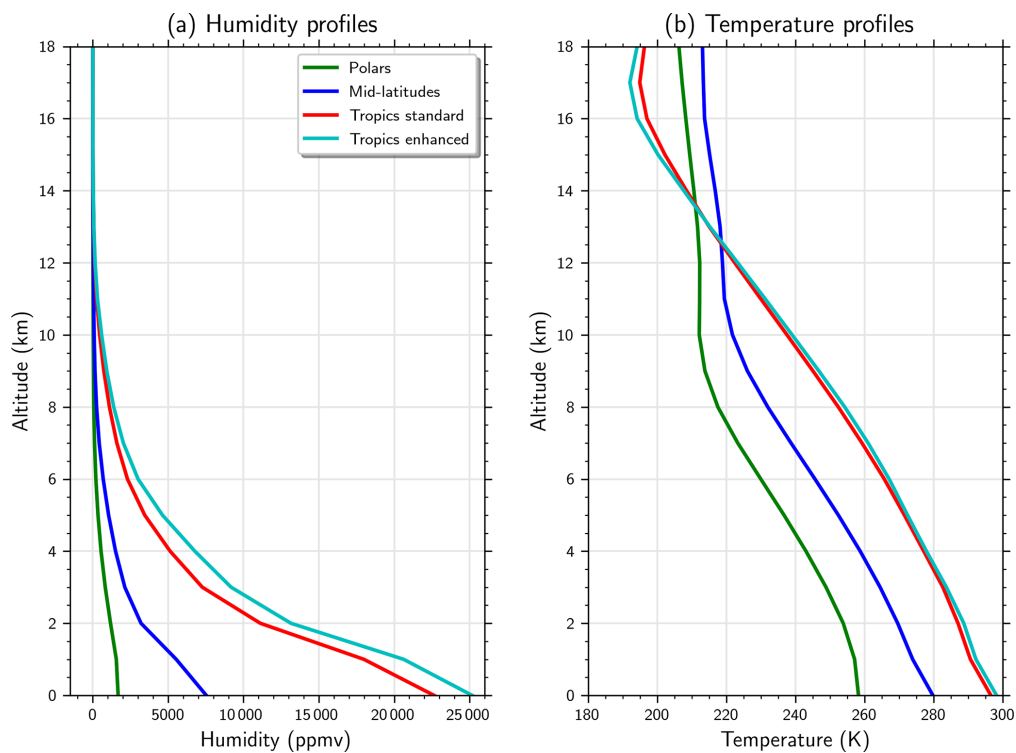 (a) Humidity profiles
18
16
14
12
10
8
6
4
2
0
Altitude (km)
Polars
Mid-latitudes
Tropics standard
Tropics enhanced
0 5000 10 000 15 000 20 000 25 000
Humidity (ppmv)
(b) Temperature profiles
18
16
14
12
10
8
6
4
2
0
Altitude (km)
180 200 220 240 260 280 300
Temperature (K)